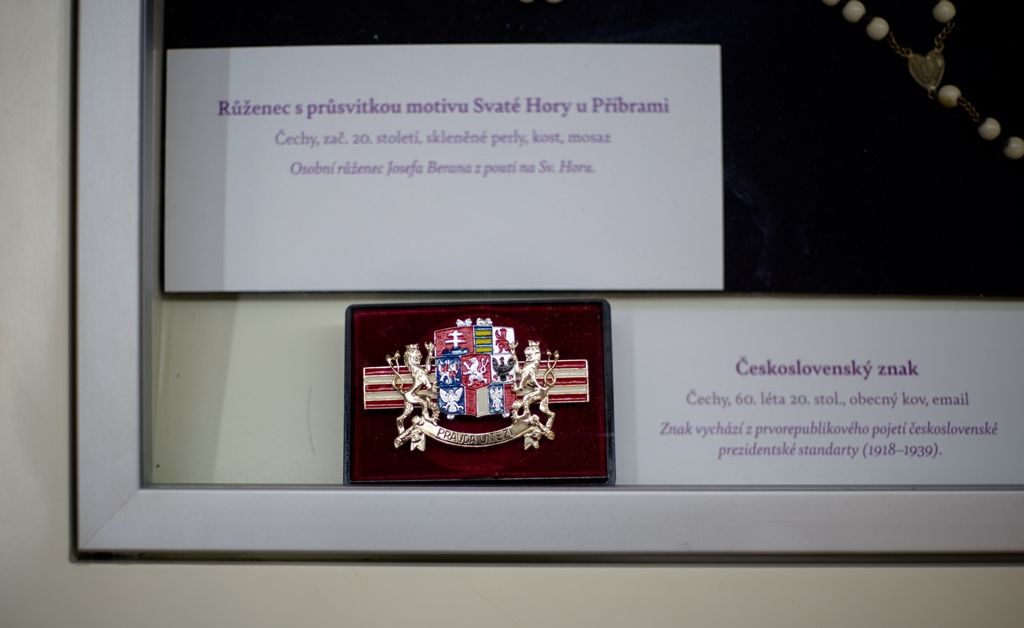 Růženec s průsvitkou motivu Svaté Hory u Příbrami
Čechy, zač. 20. století, skleněné perly, kost, mosaz
Osobní růženec Josefa Berana z pouti na Sv. Horu.
PRAVDA VÍTĚZÍ
Československý znak
Čechy, 60. léta 20. stol., obecný kov, email
Znak vychází z prvorepublikového pojetí československé
prezidentské standarty (1918–1939).